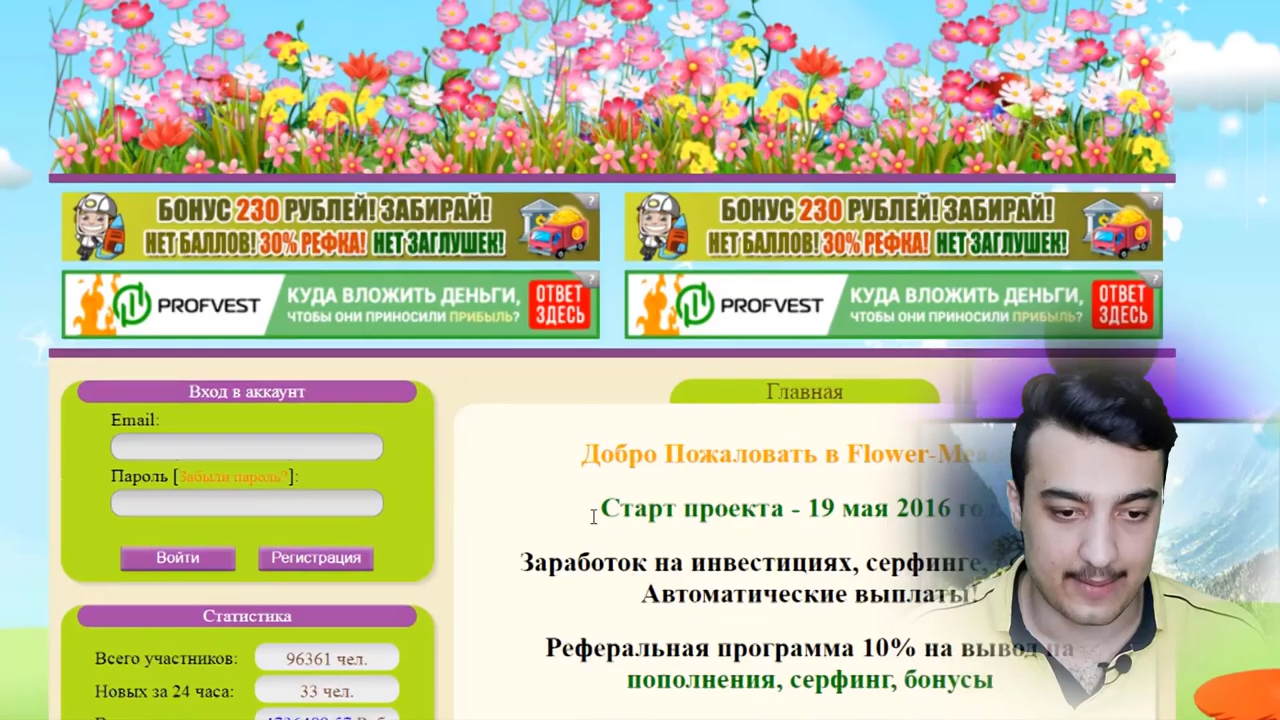 БОНУС 230 РУБЛЕЙ! ЗАБИРАЙ!
НЕТ БАЛЛОВ! 30% РЕФКА! НЕТ ЗАГЛУШЕК!
?
БОНУС 230 РУБЛЕЙ! ЗАБИРАЙ!
НЕТ БАЛЛОВ! 30% РЕФКА! НЕТ ЗАГЛУШЕК!
?
PROFVEST
КУДА ВЛОЖИТЬ ДЕНЬГИ,
ЧТОБЫ ОНИ ПРИНОСИЛИ ПРИБЫЛЬ?
ОТВЕТ
ЗДЕСЬ
?
PROFVEST
КУДА ВЛОЖИТЬ ДЕНЬГИ,
ЧТОБЫ ОНИ ПРИНОСИЛИ ПРИБЫЛЬ?
ОТВЕТ
ЗДЕСЬ
?
Вход в аккаунт
Email:
Пароль [Забыли пароль?]:
Войти
Регистрация
Статистика
Всего участников: 96361 чел.
Новых за 24 часа: 33 чел.
Главная
Добро Пожаловать в
Старт проекта - 19 мая 2016
Заработок на инвестициях, серфинге,
Автоматические выплаты!
Реферальная программа 10% на вывод на
пополнения, серфинг, бонусы